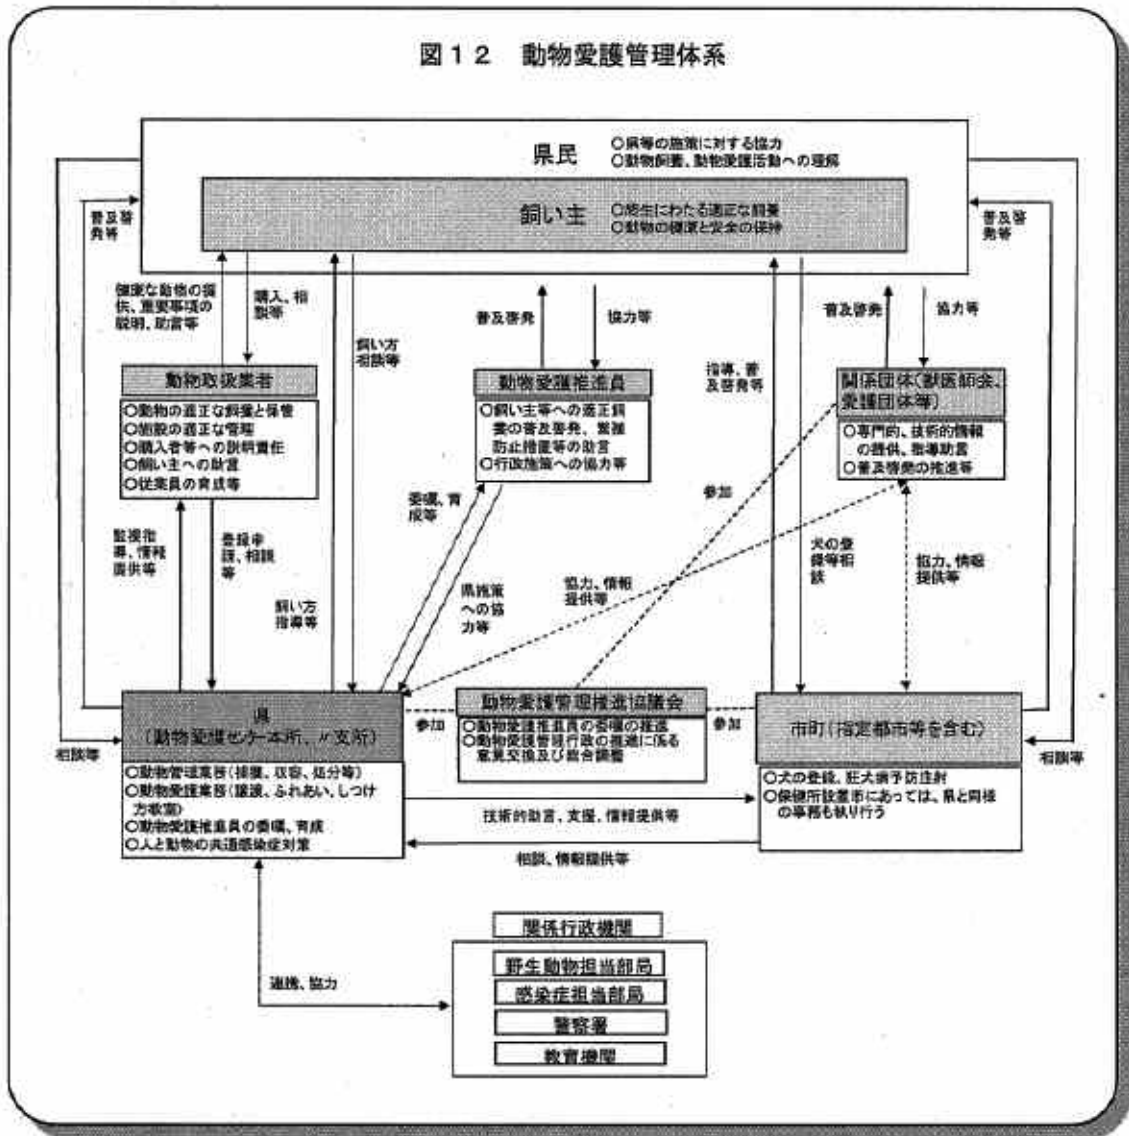 図12 動物愛護管理体系
県民
○県等の施策に対する協力
○動物飼養、動物愛護活動への理解
飼い主
○終生にわたる適正な飼養
○動物の健康と安全の保持
普及啓
発等
普及啓
発等
健康な動物の提
供、重要事項の
説明、助言等
購入、相
談等
飼い方
相談等
普及啓発
協力等
指導、普
及啓発等
普及啓発
協力等
動物取扱業者
○動物の適正な飼養と保管
○施設の適正な管理
○購入者等への説明責任
○飼い主への助言
○従業員の育成等
動物愛護推進員
○飼い主等への適正飼
養の普及啓発、繁殖
防止措置等の助言
○行政施策への協力等
関係団体(獣医師会、
愛護団体等)
○専門的、技術的情報
の提供、指導助言
○普及啓発の推進等
監視指
導、情報
提供等
登録申
請、相談
等
飼い方
指導等
委嘱、育
成等
県施策
への協
力等
参加
協力、情報
提供等
犬の登
録等相
談
協力、情報
提供等
県
(動物愛護センター本所、〃支所)
○動物管理業務(捕獲、収容、処分等)
○動物愛護業務(譲渡、ふれあい、しつけ
方教室)
○動物愛護推進員の委嘱、育成
○人と動物の共通感染症対策
参加
動物愛護管理推進協議会
○動物愛護推進員の委嘱の推進
○動物愛護管理行政の推進に係る
意見交換及び総合調整
参加
市町(指定都市等を含む)
○犬の登録、狂犬病予防注射
○保健所設置市にあっては、県と同様
の事務も執り行う
相談等
相談等
技術的助言、支援、情報提供等
相談、情報提供等
連携、協力
関係行政機関
野生動物担当部局
感染症担当部局
警察署
教育機関